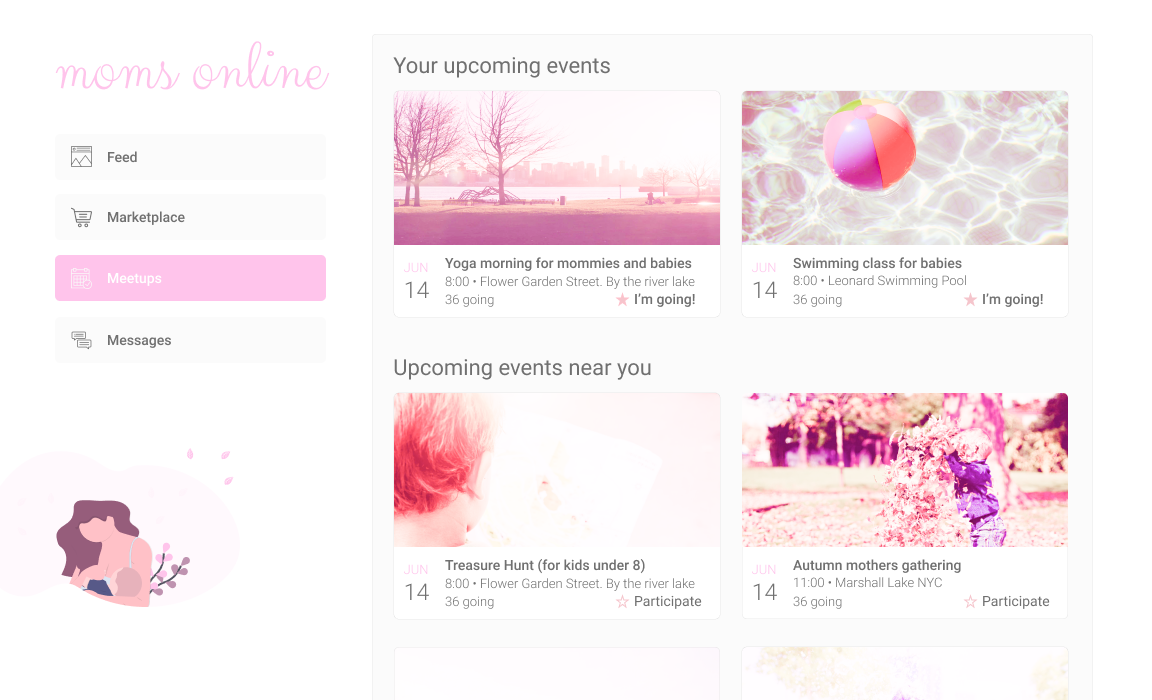 moms online
Feed
Marketplace
Meetups
Messages
Your upcoming events
JUN
14
Yoga morning for mommies and babies
8:00 • Flower Garden Street. By the river lake
36 going
★ I'm going!
JUN
14
Swimming class for babies
8:00 • Leonard Swimming Pool
36 going
★ I'm going!
Upcoming events near you
JUN
14
Treasure Hunt (for kids under 8)
8:00 • Flower Garden Street. By the river lake
36 going
☆ Participate
JUN
14
Autumn mothers gathering
11:00 • Marshall Lake NYC
36 going
☆ Participate